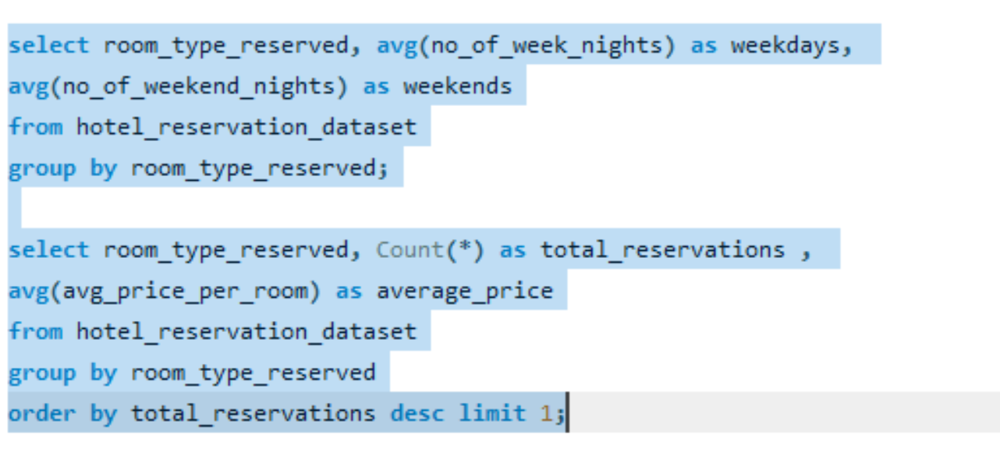 select room_type_reserved, avg(no_of_week_nights) as weekdays,
avg(no_of_weekend_nights) as weekends
from hotel_reservation_dataset
group by room_type_reserved;
select room_type_reserved, Count(*) as total_reservations ,
avg(avg_price_per_room) as average_price
from hotel_reservation_dataset
group by room_type_reserved
order by total_reservations desc limit 1;